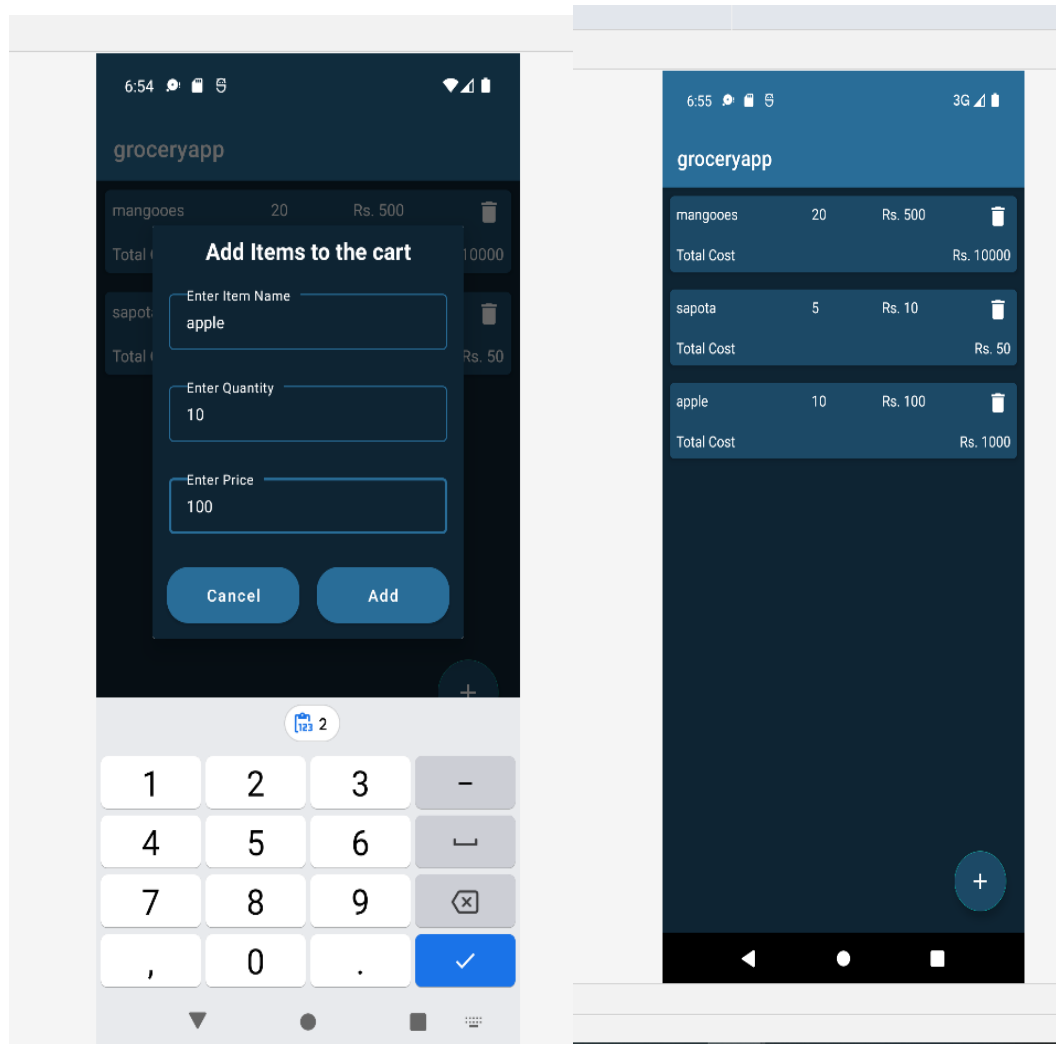 6:54
groceryapp
mangooes 20 Rs. 500
Total 10000
Add Items to the cart
sapot
Total Rs. 50
Enter Item Name
apple
Enter Quantity
10
Enter Price
100
Cancel Add
+
123 2
1 2 3 -
4 5 6
7 8 9
, 0 .
6:55 3G
groceryapp
mangooes 20 Rs. 500
Total Cost Rs. 10000
sapota 5 Rs. 10
Total Cost Rs. 50
apple 10 Rs. 100
Total Cost Rs. 1000
+